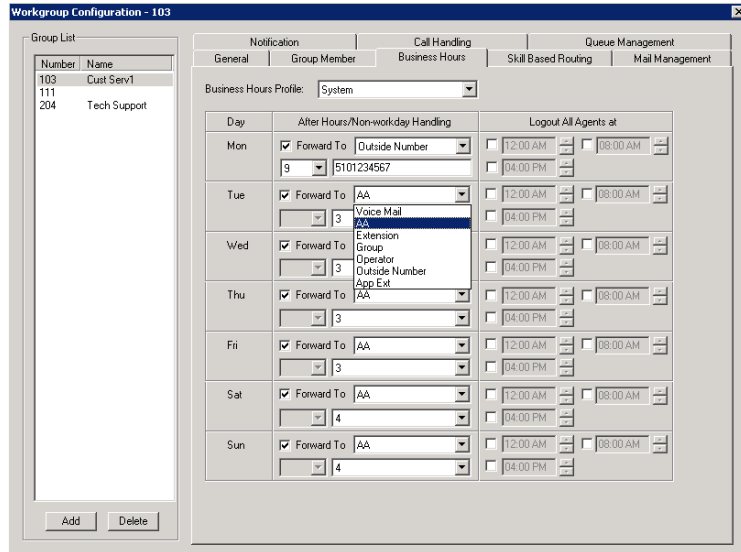 Workgroup Configuration - 103
Group List
Number Name
103 Cust Serv1
111
204 Tech Support
Add Delete
Notification Call Handling Queue Management
General Group Member Business Hours Skill Based Routing Mail Management
Business Hours Profile: System
Day After Hours/Non-workday Handling Logout All Agents at
Mon Forward To Outside Number 12:00 AM 08:00 AM
9 5101234567 04:00 PM
Tue Forward To AA 12:00 AM 08:00 AM
3 04:00 PM
Voice Mail
AA
Extension
Group
Operator
Outside Number
App Ext
Wed Forward To 12:00 AM 08:00 AM
3 04:00 PM
Thu Forward To AA 12:00 AM 08:00 AM
3 04:00 PM
Fri Forward To AA 12:00 AM 08:00 AM
3 04:00 PM
Sat Forward To AA 12:00 AM 08:00 AM
4 04:00 PM
Sun Forward To AA 12:00 AM 08:00 AM
4 04:00 PM